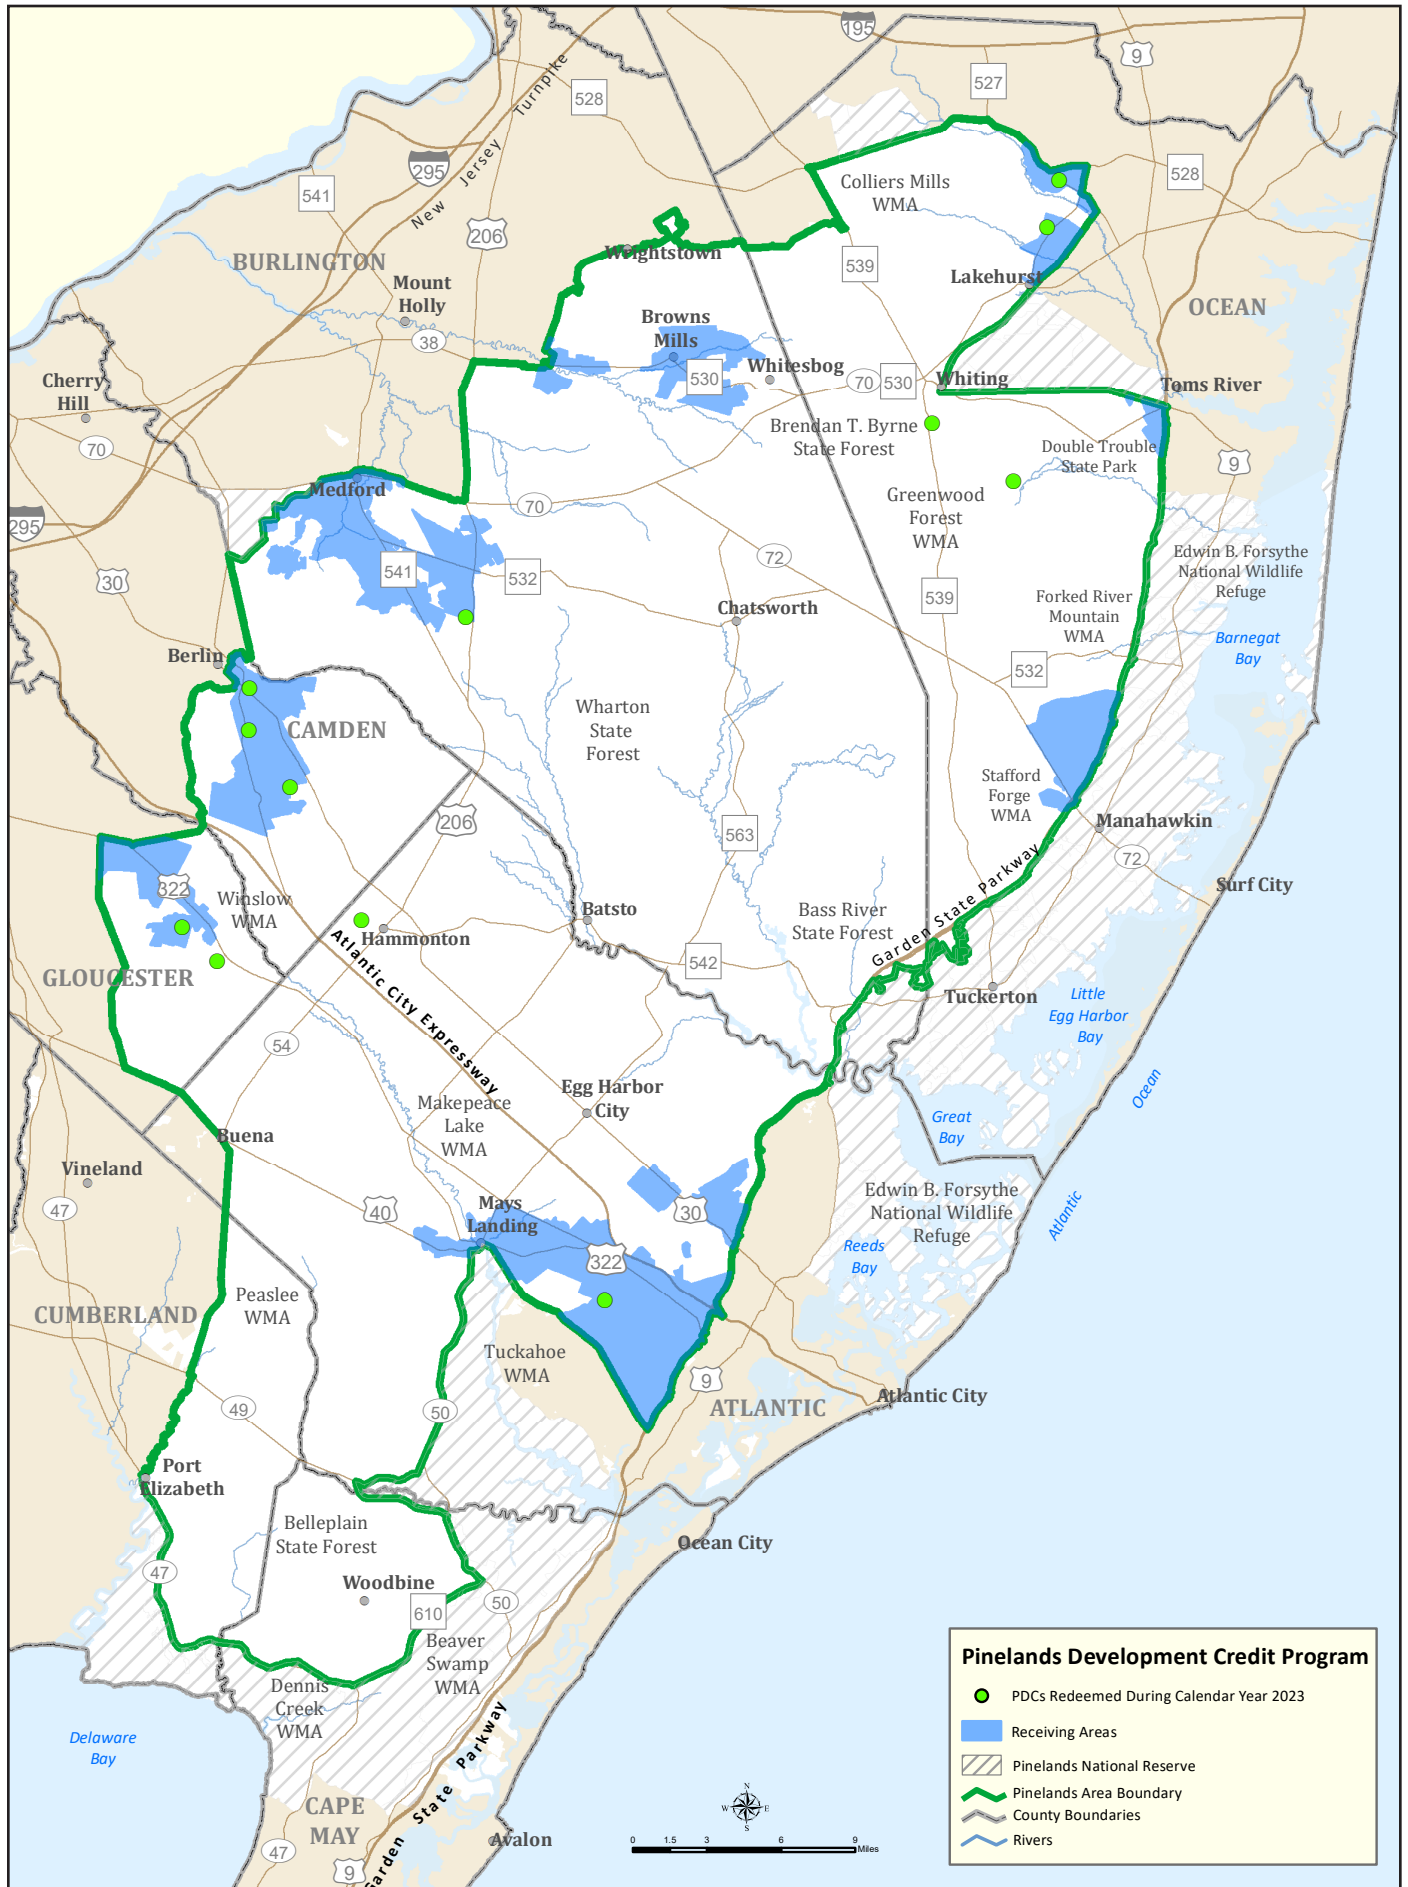 195
9
527
528
New Jersey Turnpike
295
541
528
Colliers Mills
WMA
206
Wrightstown
BURLINGTON
539
Lakehurst
Mount
Holly
OCEAN
Browns
Mills
38
Whitesbog
530
70
530
Whiting
Toms River
Cherry
Hill
Brendan T. Byrne
State Forest
Double Trouble
State Park
70
9
Medford
Greenwood
Forest
WMA
70
295
Edwin B. Forsythe
National Wildlife
Refuge
72
541
532
30
539
Forked River
Mountain
WMA
Chatsworth
Barnegat
Bay
Berlin
532
Wharton
State
Forest
CAMDEN
Stafford
Forge
WMA
206
563
Manahawkin
72
Garden State Parkway
322
Surf City
Winslow
WMA
Batsto
Bass River
State Forest
Hammonton
542
GLOUCESTER
Tuckerton
Little
Egg Harbor
Bay
Atlantic City Expressway
54
Egg Harbor
City
Makepeace
Lake
WMA
Ocean
Great
Bay
Buena
Vineland
Edwin B. Forsythe
National Wildlife
Refuge
47
40
Mays
Landing
30
Atlantic
Reeds
Bay
322
Peaslee
WMA
CUMBERLAND
Tuckahoe
WMA
9
Atlantic City
49
50
ATLANTIC
Port
Elizabeth
Belleplain
State Forest
Ocean City
47
Woodbine
610
50
Beaver
Swamp
WMA
Dennis
Creek
WMA
Delaware
Bay
Garden State Parkway
CAPE
MAY
47
9
Avalon
N
W E
S
0 1.5 3 6 9
Miles
Pinelands Development Credit Program
PDCs Redeemed During Calendar Year 2023
Receiving Areas
Pinelands National Reserve
Pinelands Area Boundary
County Boundaries
Rivers